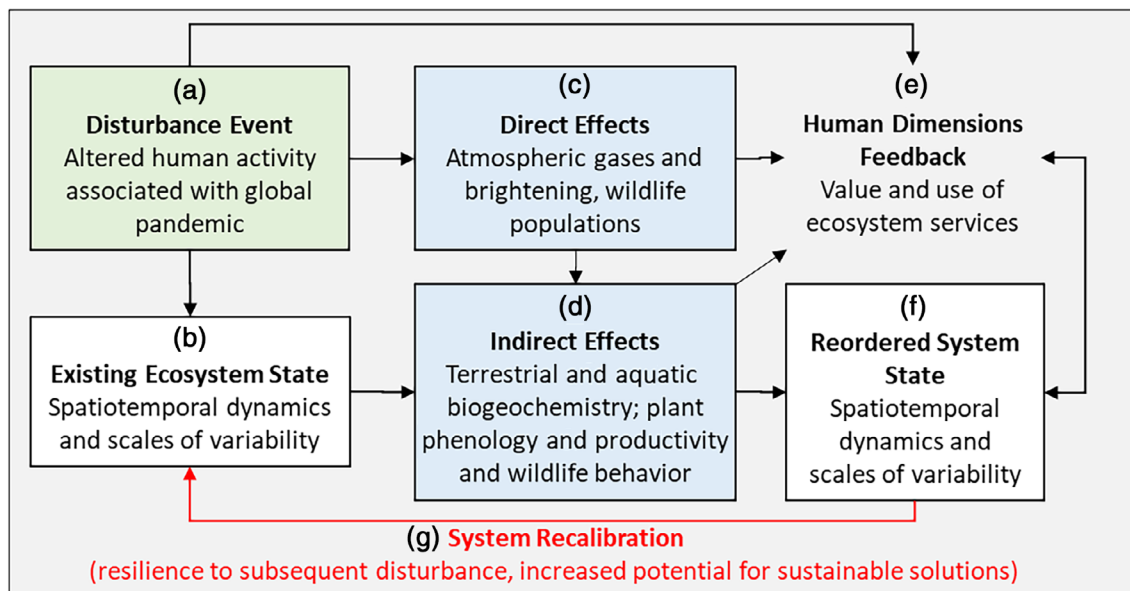 (a)
Disturbance Event
Altered human activity
associated with global
pandemic
(c)
Direct Effects
Atmospheric gases and
brightening, wildlife
populations
(e)
Human Dimensions
Feedback
Value and use of
ecosystem services
(b)
Existing Ecosystem State
Spatiotemporal dynamics
and scales of variability
(d)
Indirect Effects
Terrestrial and aquatic
biogeochemistry; plant
phenology and productivity
and wildlife behavior
(f)
Reordered System
State
Spatiotemporal
dynamics and
scales of variability
(g) System Recalibration
(resilience to subsequent disturbance, increased potential for sustainable solutions)